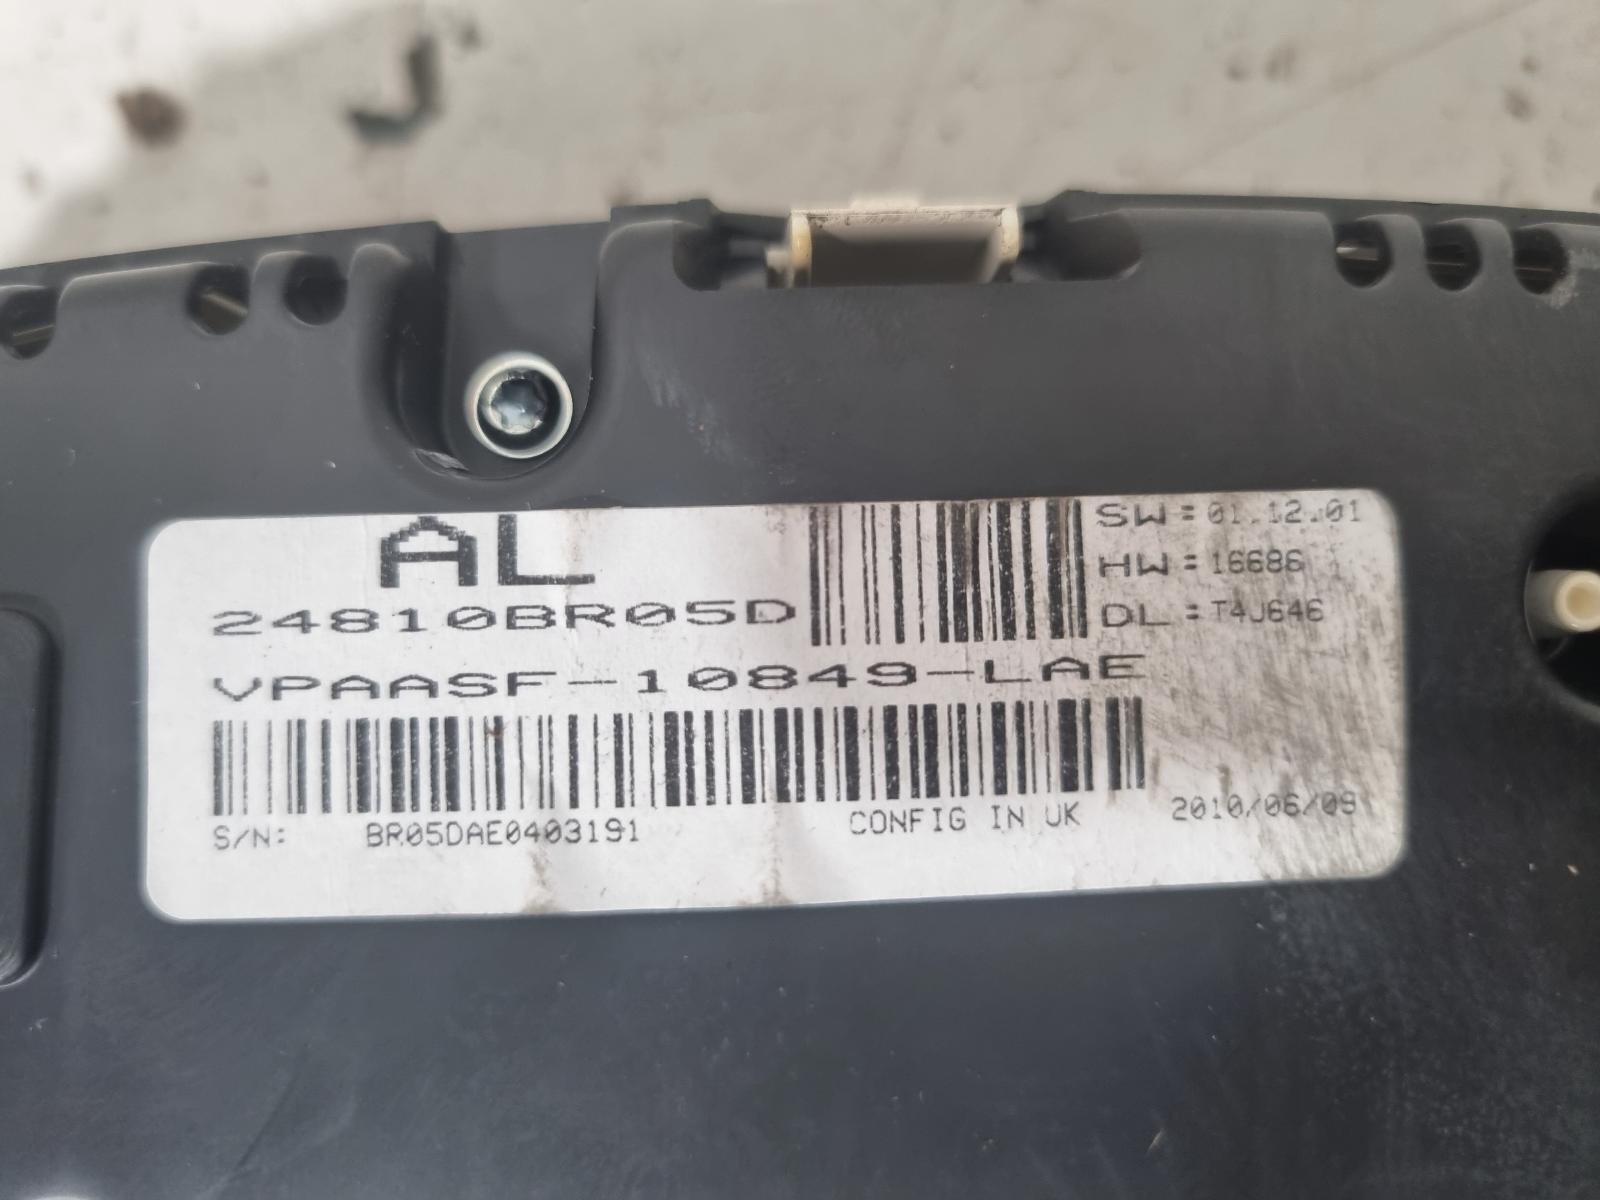 AL
SW = 01.12.01
24810BR05D
HW = 16686
DL = T4J646
VPAASF-10849-LAE
S/N: BR05DAE0403191 CONFIG IN UK 2010/06/09